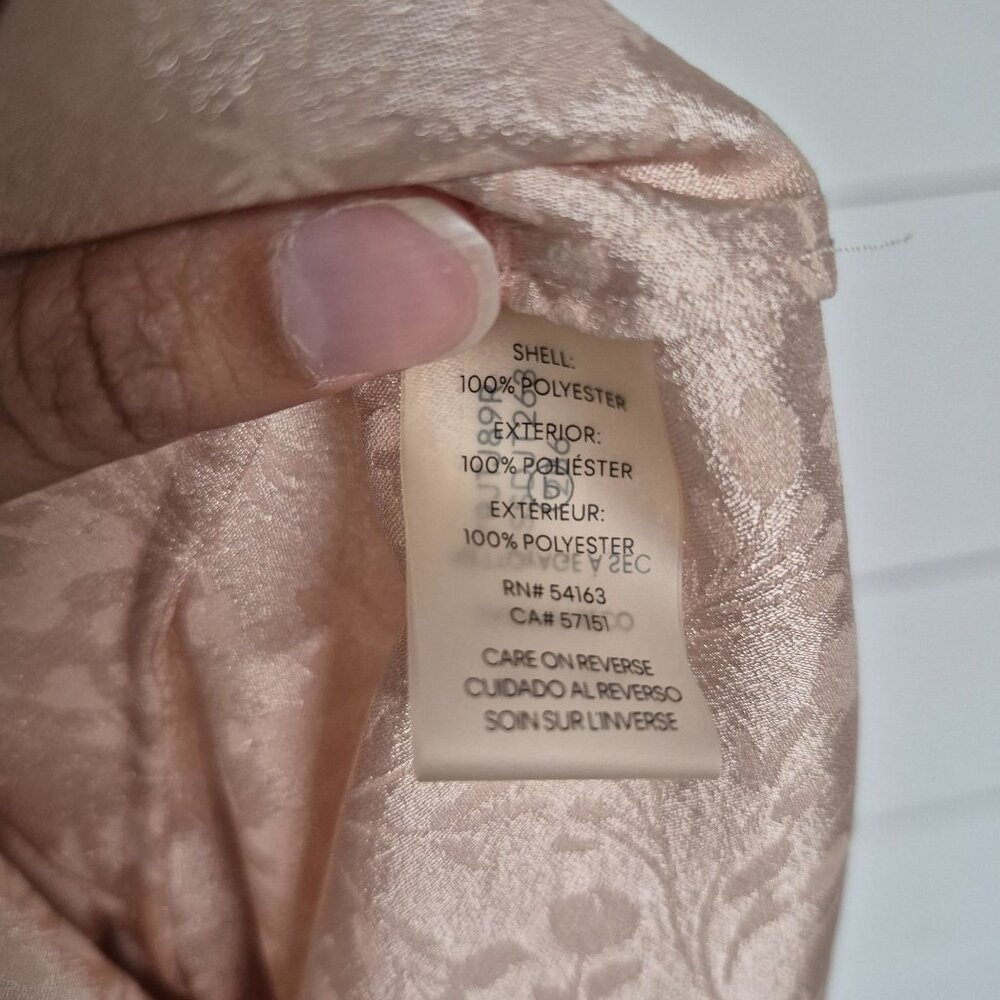 SHELL:
100% POLYESTER
EXTERIOR:
100% POLIÉSTER
EXTÉRIEUR:
100% POLYESTER
RN# 54163
CA# 57151
CARE ON REVERSE
CUIDADO AL REVERSO
SOIN SUR L'INVERSE